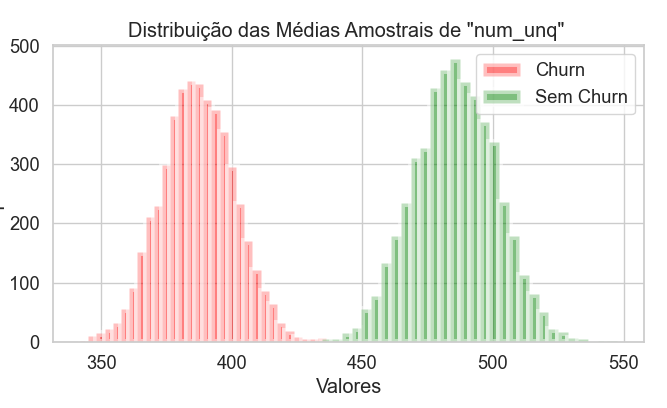 Distribuição das Médias Amostrais de "num_unq"
500
400
300
200
100
0
Churn
Sem Churn
350
400
450
500
550
Valores